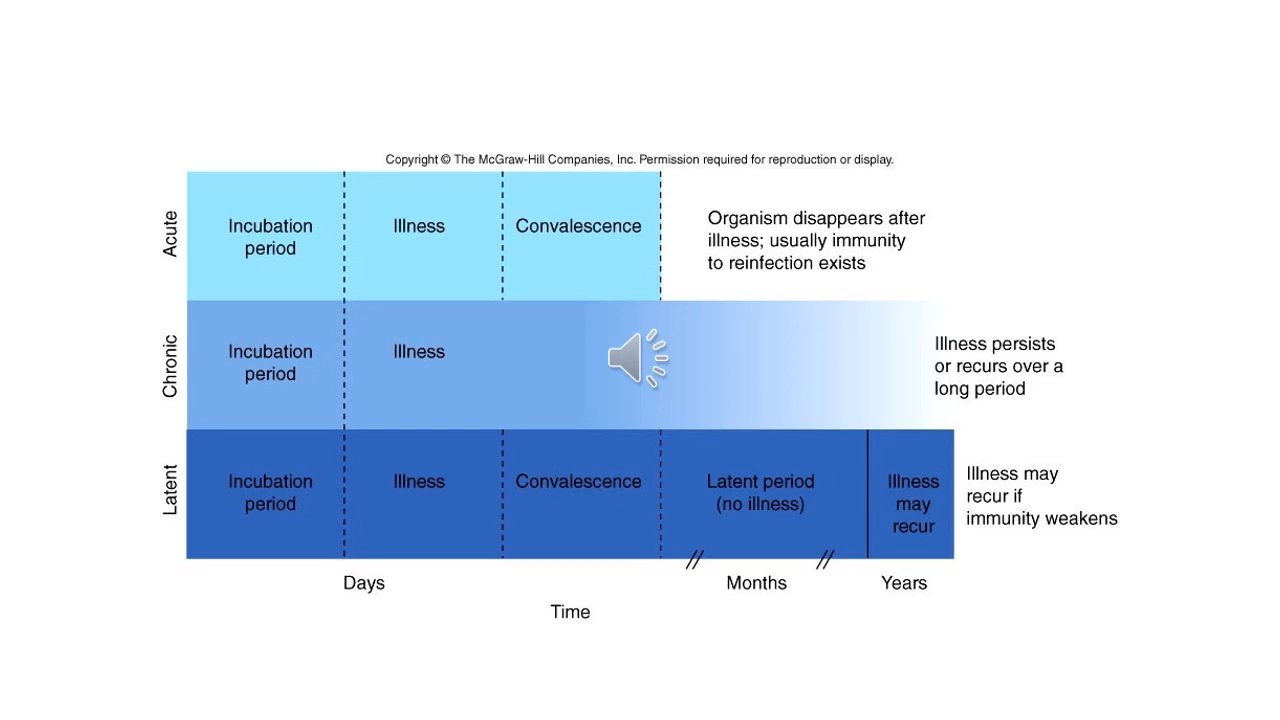 Copyright © The McGraw-Hill Companies, Inc. Permission required for reproduction or display.
Acute
Incubation
period
Illness
Convalescence
Organism disappears after
illness; usually immunity
to reinfection exists
Chronic
Incubation
period
Illness
Illness persists
or recurs over a
long period
Latent
Incubation
period
Illness
Convalescence
Latent period
(no illness)
Illness
may
recur
Illness may
recur if
immunity weakens
Days
Months
Years
Time